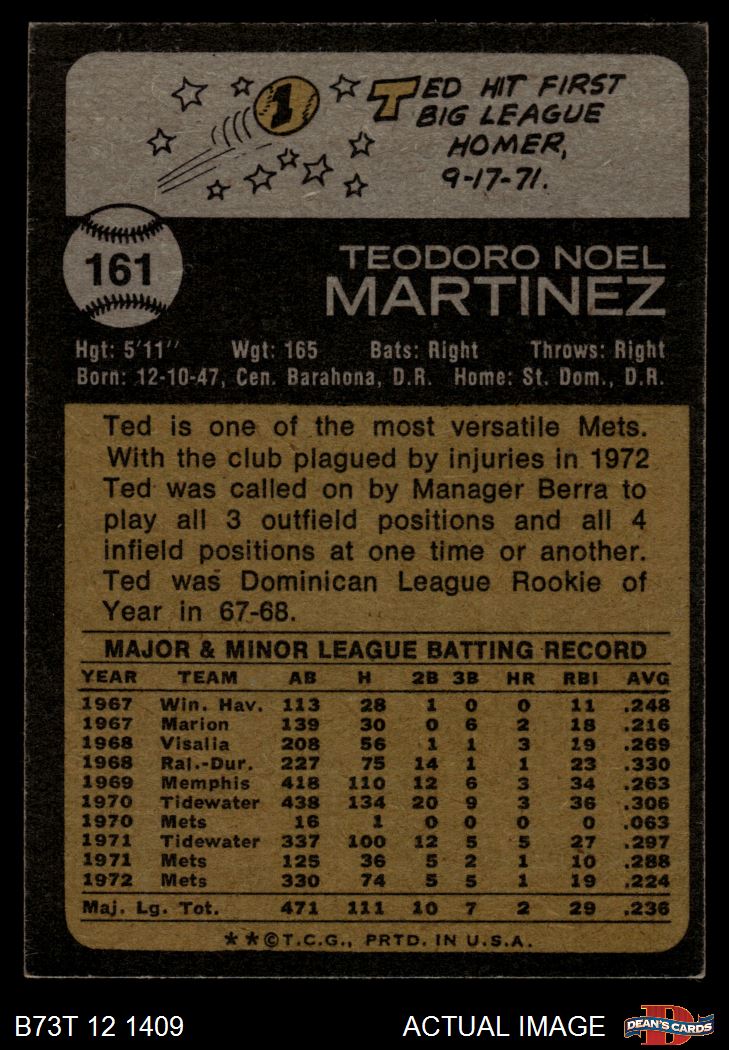 1
TED HIT FIRST
BIG LEAGUE
HOMER,
9-17-71.
161
TEODORO NOEL
MARTINEZ
Hgt: 5'11" Wgt: 165 Bats: Right Throws: Right
Born: 12-10-47, Cen. Barahona, D.R. Home: St. Dom., D.R.
Ted is one of the most versatile Mets.
With the club plagued by injuries in 1972
Ted was called on by Manager Berra to
play all 3 outfield positions and all 4
infield positions at one time or another.
Ted was Dominican League Rookie of
Year in 67-68.
MAJOR & MINOR LEAGUE BATTING RECORD
YEAR TEAM AB H 2B 3B HR RBI AVG
1967 Win. Hav. 113 28 1 0 0 11 .248
1967 Marion 139 30 0 6 2 18 .216
1968 Visalia 208 56 1 1 3 19 .269
1968 Ral.-Dur. 227 75 14 1 1 23 .330
1969 Memphis 418 110 12 6 3 34 .263
1970 Tidewater 438 134 20 9 3 36 .306
1970 Mets 16 1 0 0 0 0 .063
1971 Tidewater 337 100 12 5 5 27 .297
1971 Mets 125 36 5 2 1 10 .288
1972 Mets 330 74 5 5 1 19 .224
Maj. Lg. Tot. 471 111 10 7 2 29 .236
**©T.C.G., PRTD. IN U.S.A.
B73T 12 1409 ACTUAL IMAGE DEAN'S CARDS